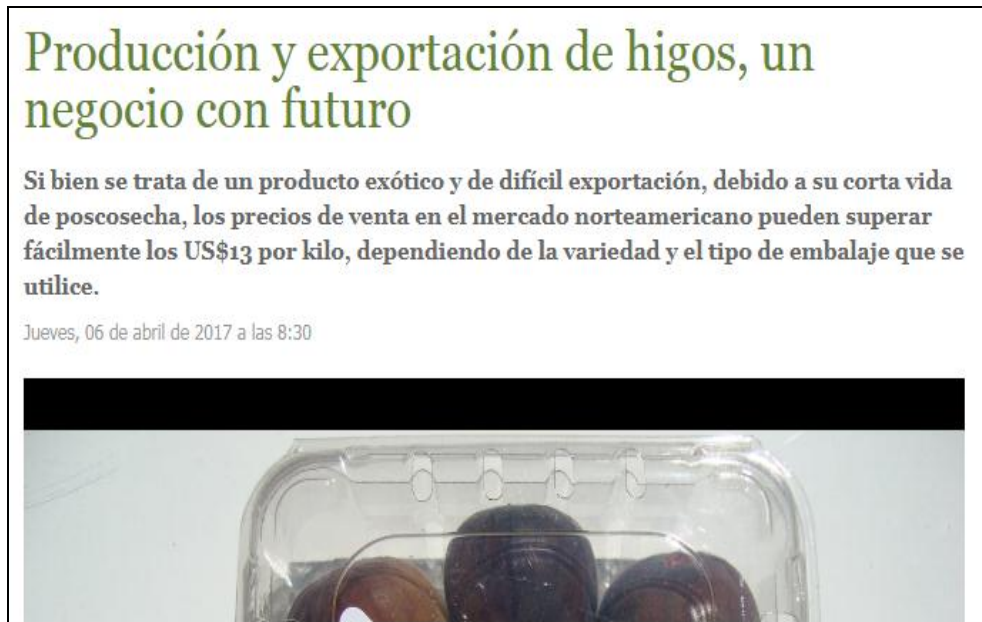 Producción y exportación de higos, un
negocio con futuro
Si bien se trata de un producto exótico y de difícil exportación, debido a su corta vida
de poscosecha, los precios de venta en el mercado norteamericano pueden superar
fácilmente los US$13 por kilo, dependiendo de la variedad y el tipo de embalaje que se
utilice.
Jueves, 06 de abril de 2017 a las 8:30